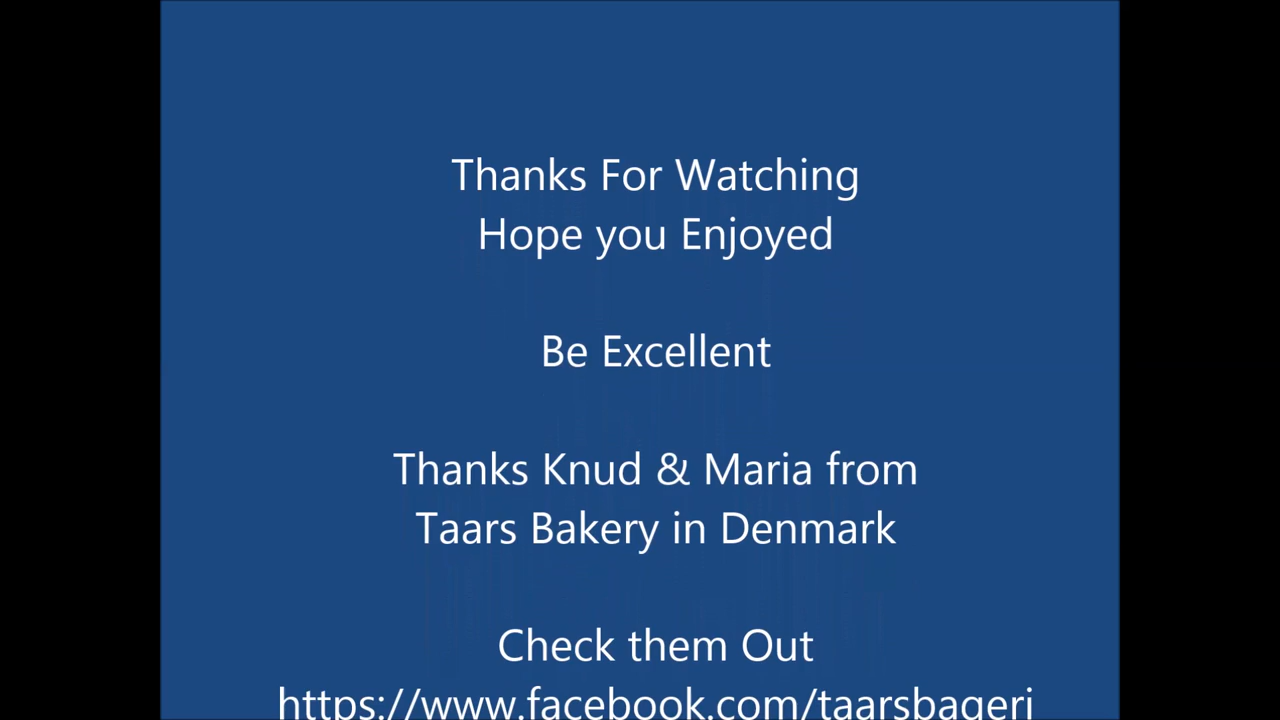 Thanks For Watching
Hope you Enjoyed
Be Excellent
Thanks Knud & Maria from
Taars Bakery in Denmark
Check them Out
https://www.facebook.com/taarsbageri